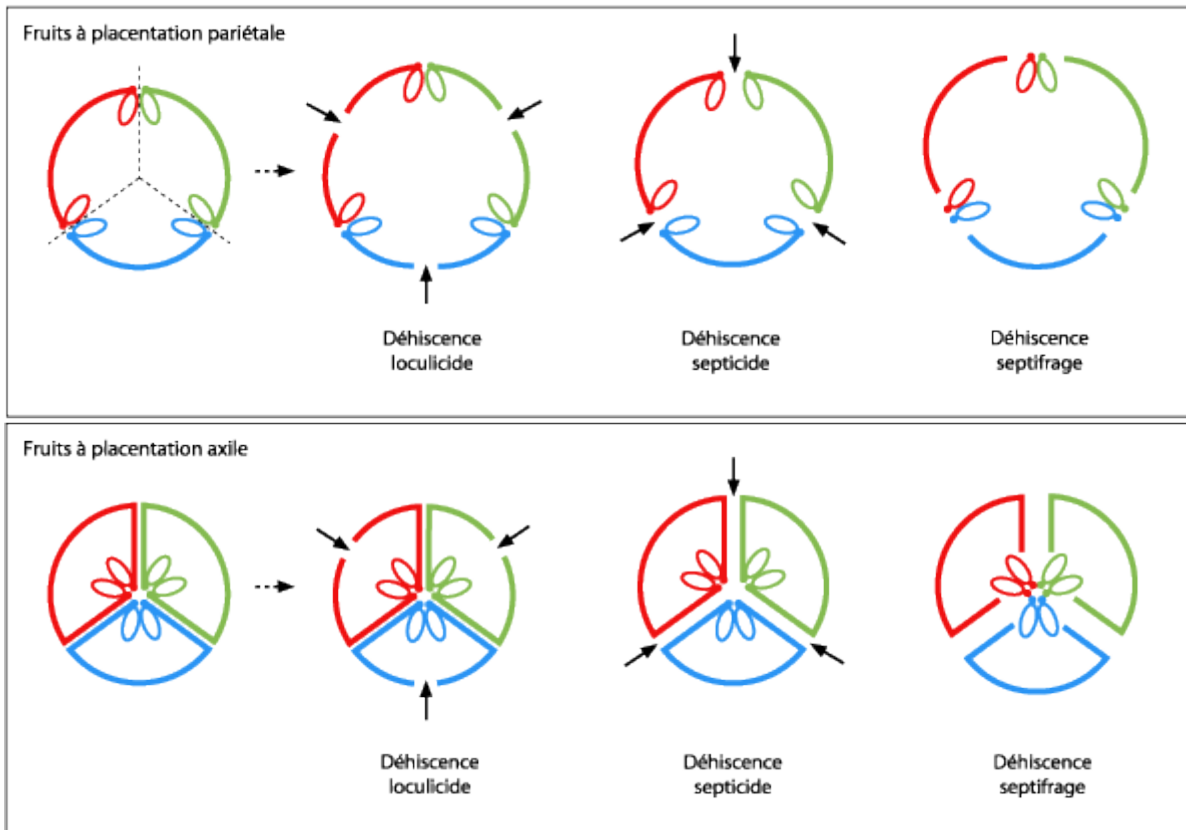 Fruits à placentation pariétale
Déhiscence
loculicide
Déhiscence
septicide
Déhiscence
septifrage
Fruits à placentation axile
Déhiscence
loculicide
Déhiscence
septicide
Déhiscence
septifrage